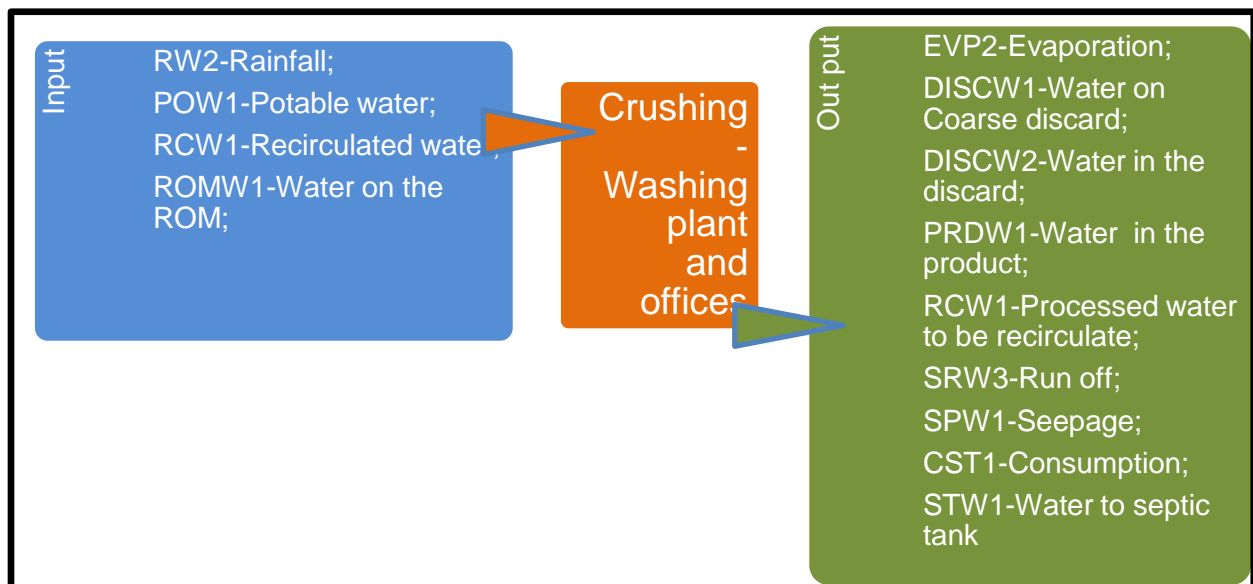 Input
RW2-Rainfall;
POW1-Potable water;
RCW1-Recirculated water;
ROMW1-Water on the
ROM;
Crushing
-
Washing
plant
and
offices
Out put
EVP2-Evaporation;
DISCW1-Water on
Coarse discard;
DISCW2-Water in the
discard;
PRDW1-Water in the
product;
RCW1-Processed water
to be recirculate;
SRW3-Run off;
SPW1-Seepage;
CST1-Consumption;
STW1-Water to septic
tank